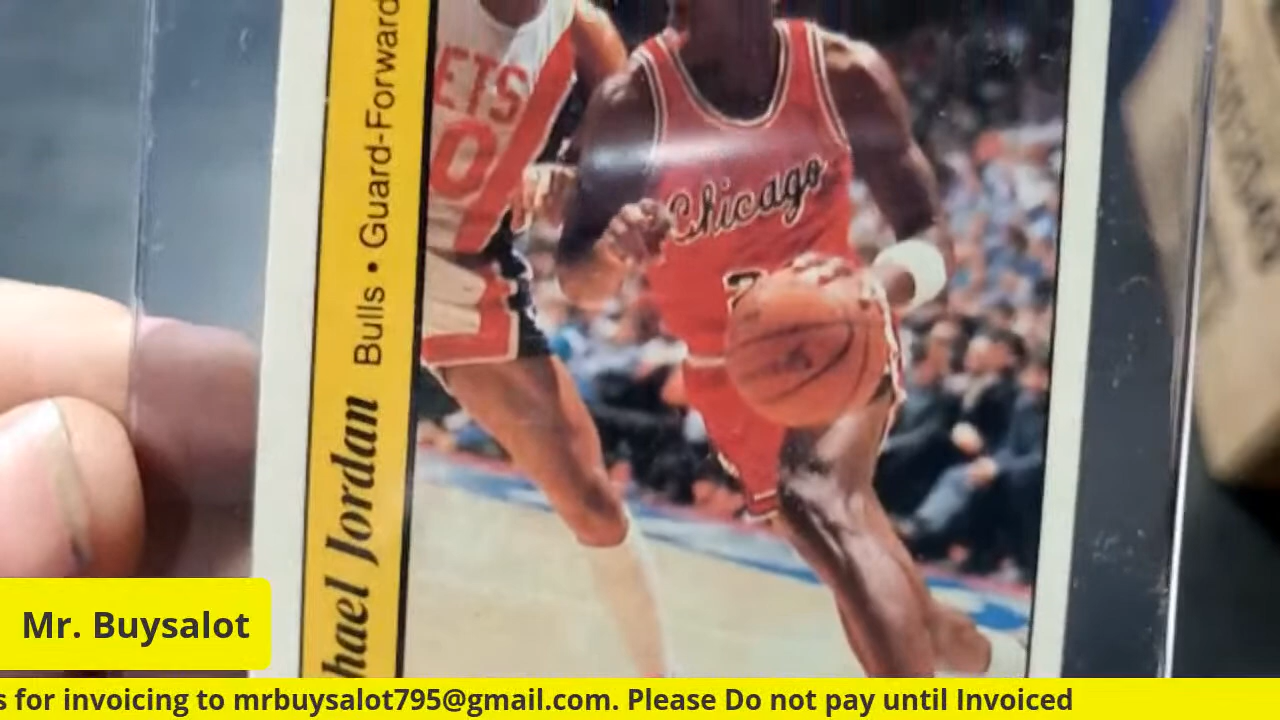 ETS
0
Chicago
hael Jordan Bulls • Guard-Forward
Mr. Buysalot
s for invoicing to mrbuysalot795@gmail.com. Please Do not pay until Invoiced